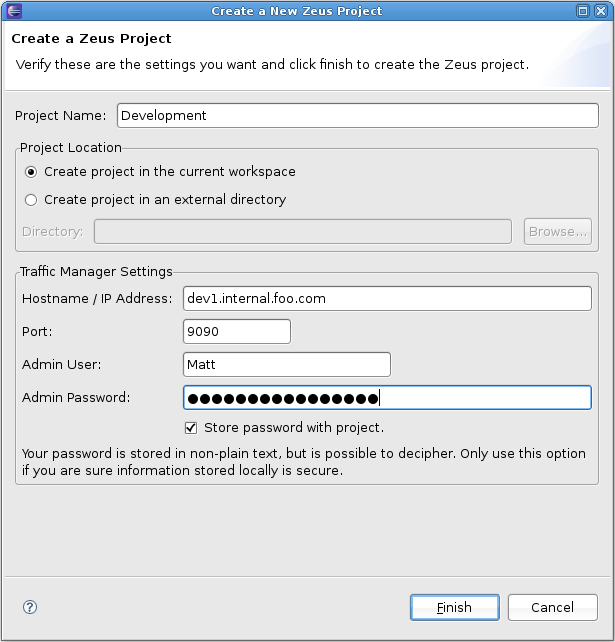 Create a New Zeus Project
Create a Zeus Project
Verify these are the settings you want and click finish to create the Zeus project.
Project Name: Development
Project Location
Create project in the current workspace
Create project in an external directory
Directory: Browse...
Traffic Manager Settings
Hostname / IP Address: dev1.internal.foo.com
Port: 9090
Admin User: Matt
Admin Password: ●●●●●●●●●●●●●●●●
Store password with project.
Your password is stored in non-plain text, but is possible to decipher. Only use this option
if you are sure information stored locally is secure.
? Finish Cancel